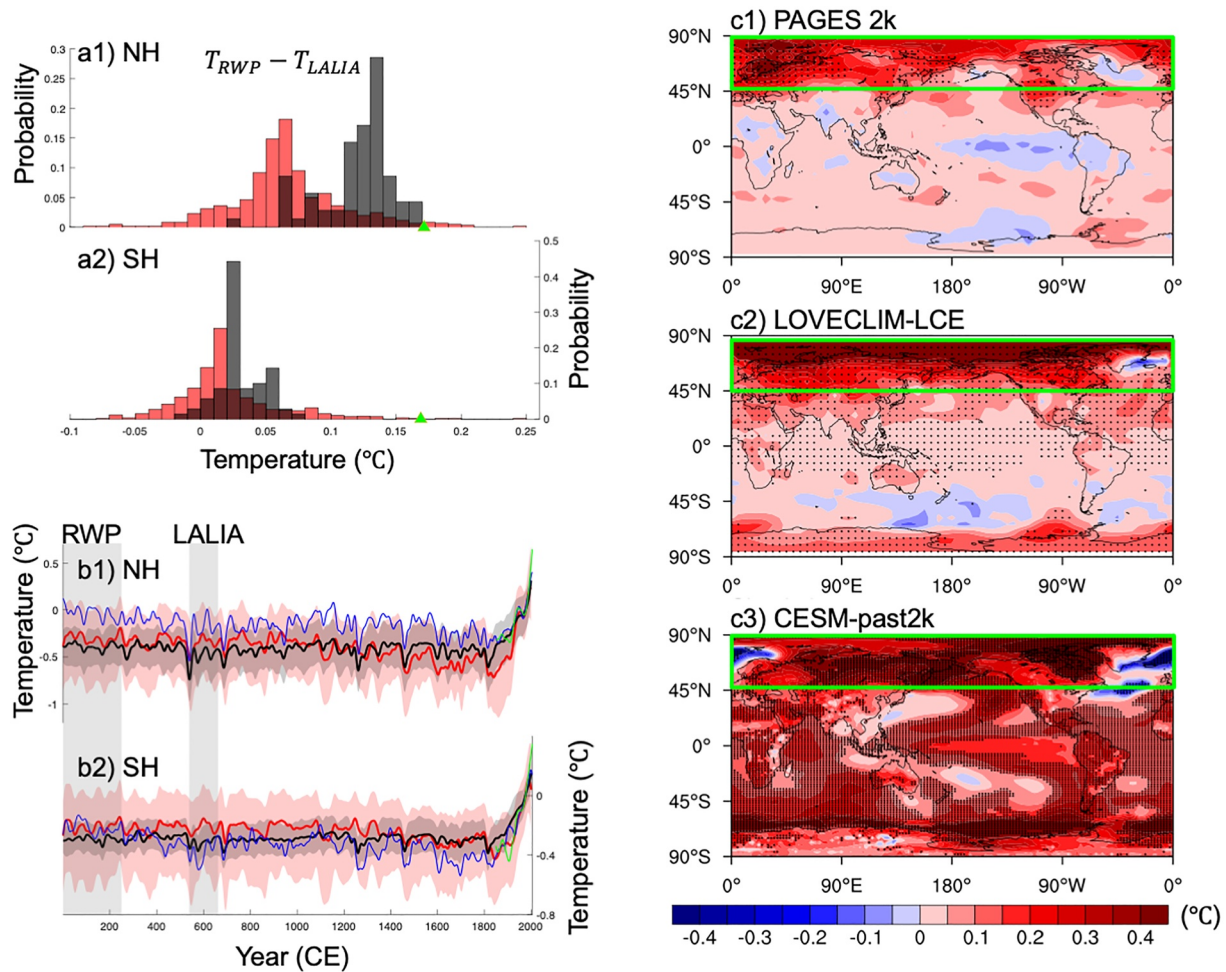 a1) NH
T_RWP − T_LALIA
Probability
0.3
0.25
0.2
0.15
0.1
0.05
0
a2) SH
0.5
0.4
0.3
0.2
0.1
0
Probability
-0.1 -0.05 0 0.05 0.1 0.15 0.2 0.25
Temperature (°C)
RWP LALIA
b1) NH
Temperature (°C)
0.5
0
-0.5
-1
b2) SH
Temperature (°C)
0
-0.4
-0.8
200 400 600 800 1000 1200 1400 1600 1800 2000
Year (CE)
c1) PAGES 2k
90°N
45°N
0°
45°S
90°S
0° 90°E 180° 90°W 0°
c2) LOVECLIM-LCE
90°N
45°N
0°
45°S
90°S
0° 90°E 180° 90°W 0°
c3) CESM-past2k
90°N
45°N
0°
45°S
90°S
0° 90°E 180° 90°W 0°
(°C)
-0.4 -0.3 -0.2 -0.1 0 0.1 0.2 0.3 0.4